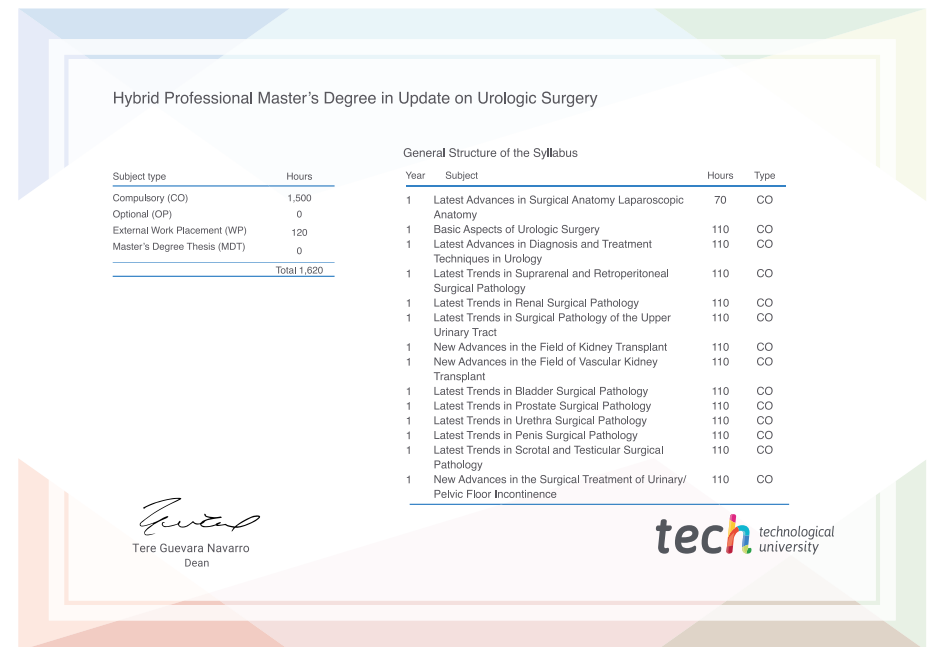 Hybrid Professional Master's Degree in Update on Urologic Surgery
General Structure of the Syllabus
Subject type Hours
Compulsory (CO) 1,500
Optional (OP) 0
External Work Placement (WP) 120
Master's Degree Thesis (MDT) 0
Total 1,620
Year Subject Hours Type
1 Latest Advances in Surgical Anatomy Laparoscopic 70 CO
Anatomy
1 Basic Aspects of Urologic Surgery 110 CO
1 Latest Advances in Diagnosis and Treatment 110 CO
Techniques in Urology
1 Latest Trends in Suprarenal and Retroperitoneal 110 CO
Surgical Pathology
1 Latest Trends in Renal Surgical Pathology 110 CO
1 Latest Trends in Surgical Pathology of the Upper 110 CO
Urinary Tract
1 New Advances in the Field of Kidney Transplant 110 CO
1 New Advances in the Field of Vascular Kidney 110 CO
Transplant
1 Latest Trends in Bladder Surgical Pathology 110 CO
1 Latest Trends in Prostate Surgical Pathology 110 CO
1 Latest Trends in Urethra Surgical Pathology 110 CO
1 Latest Trends in Penis Surgical Pathology 110 CO
1 Latest Trends in Scrotal and Testicular Surgical 110 CO
Pathology
1 New Advances in the Surgical Treatment of Urinary/ 110 CO
Pelvic Floor Incontinence
Tere Guevara Navarro
Dean
tech technological
university